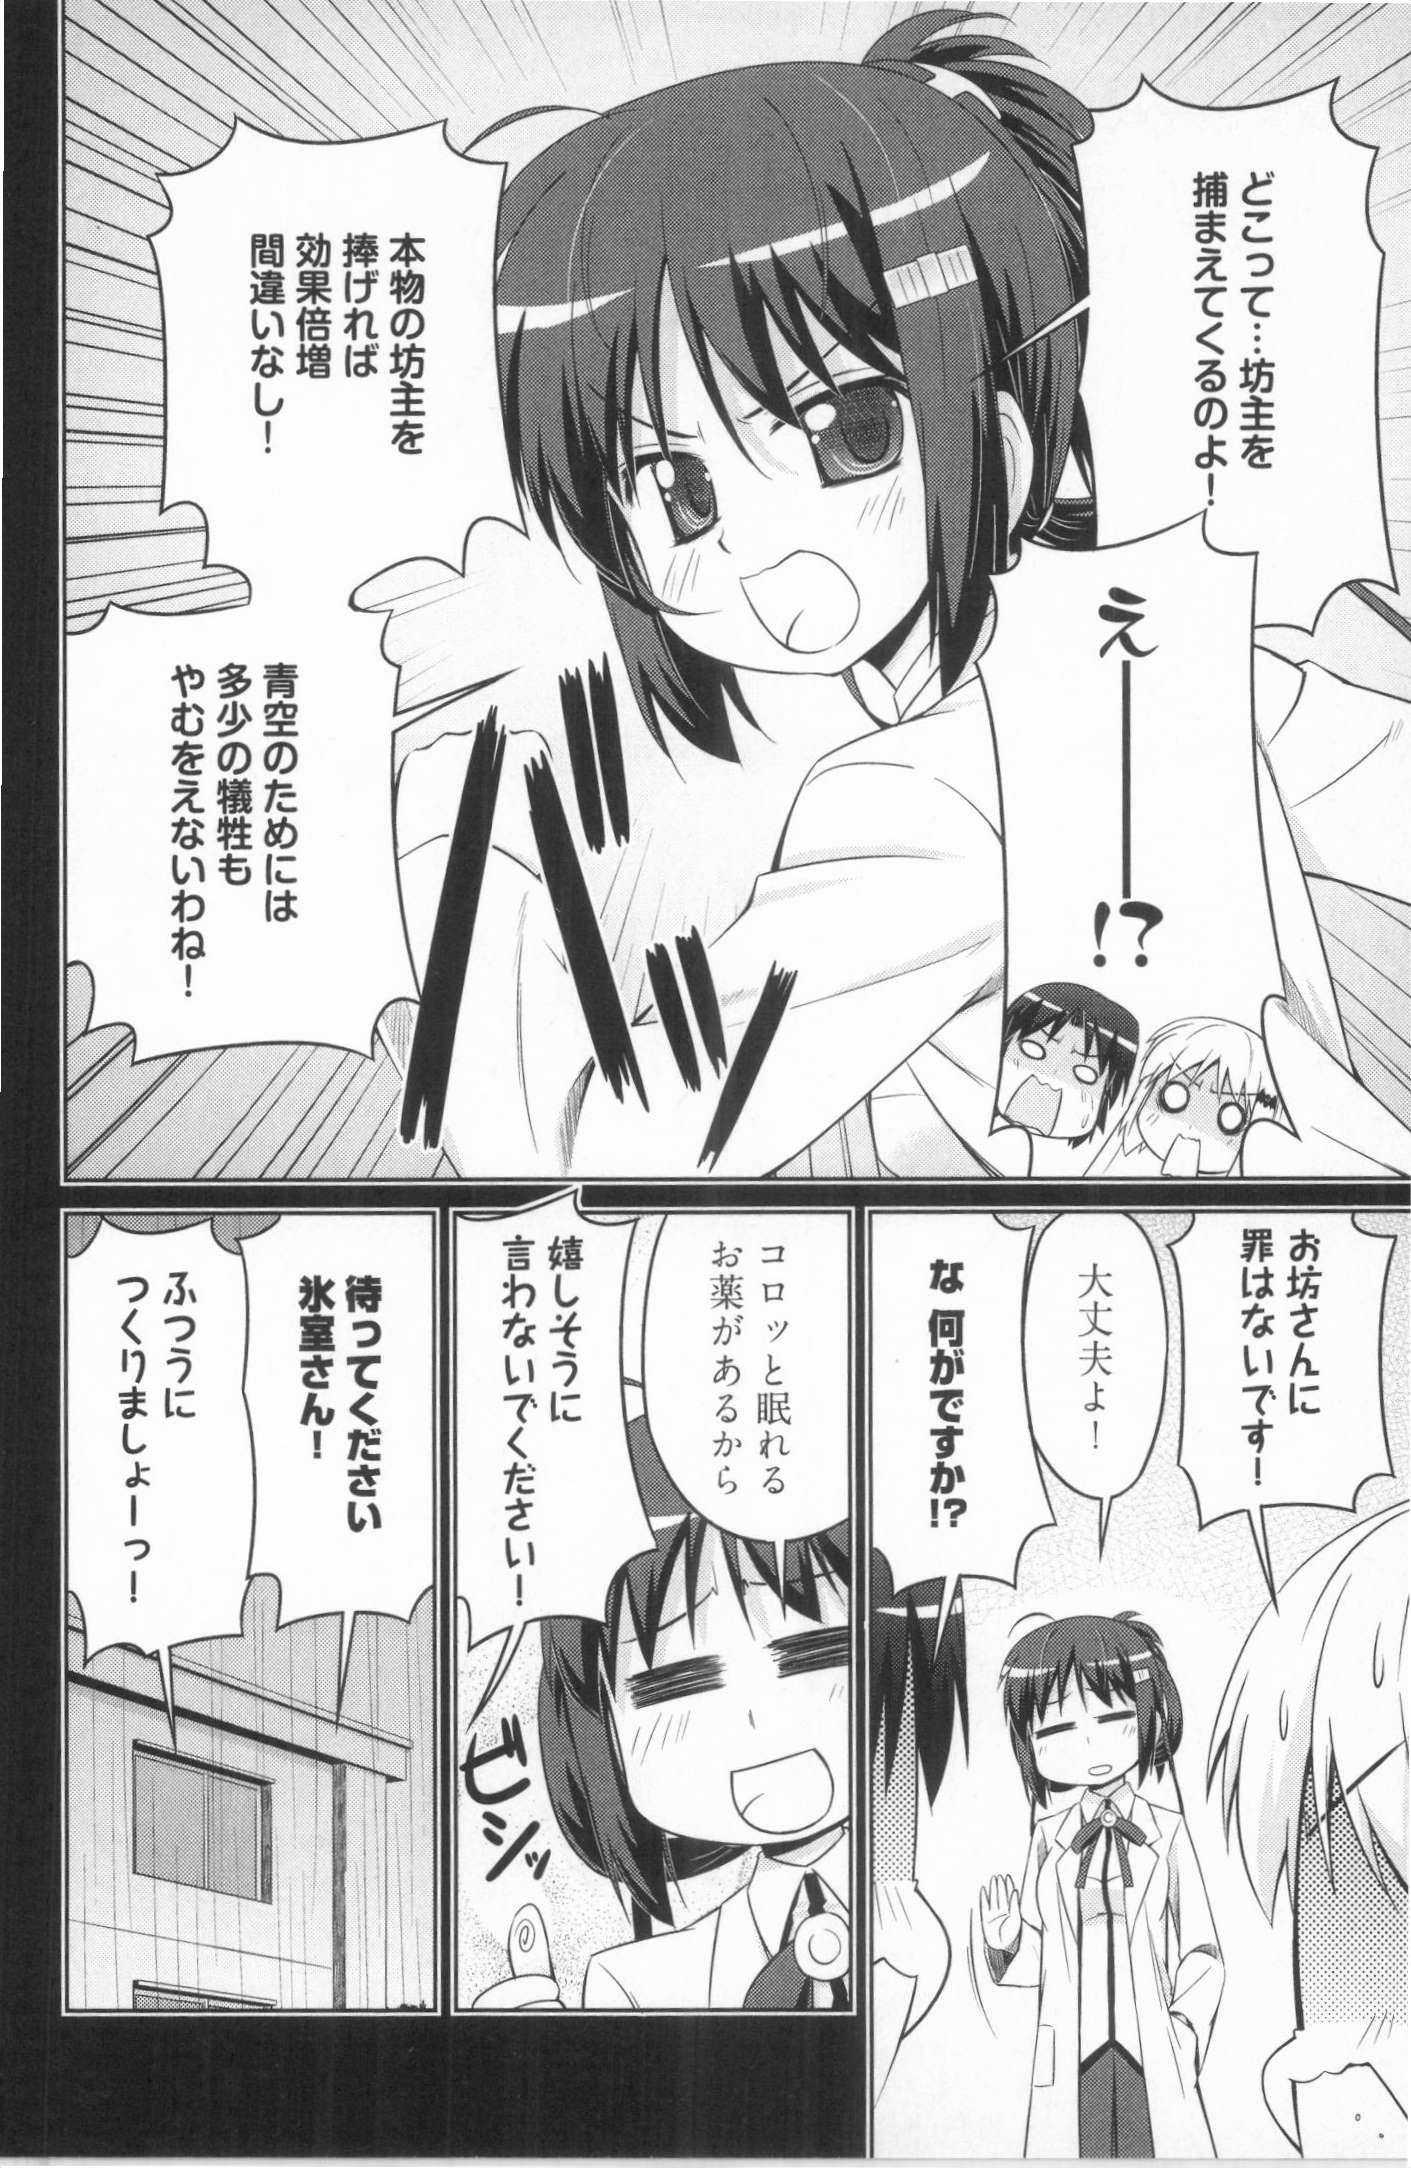 どこって…坊主を
捕まえてくるのよ！
本物の坊主を
捧げれば
効果倍増
間違いなし！
青空のためには
多少の犠牲も
やむをえないわね！
バン
え――!?
お坊さんに
罪はないです！
大丈夫よ！
な 何がですか!?
コロッと眠れる
お薬があるから
嬉しそうに
言わないでください！
ビシッ
待ってください
氷室さん！
ふつうに
つくりましょーっ！